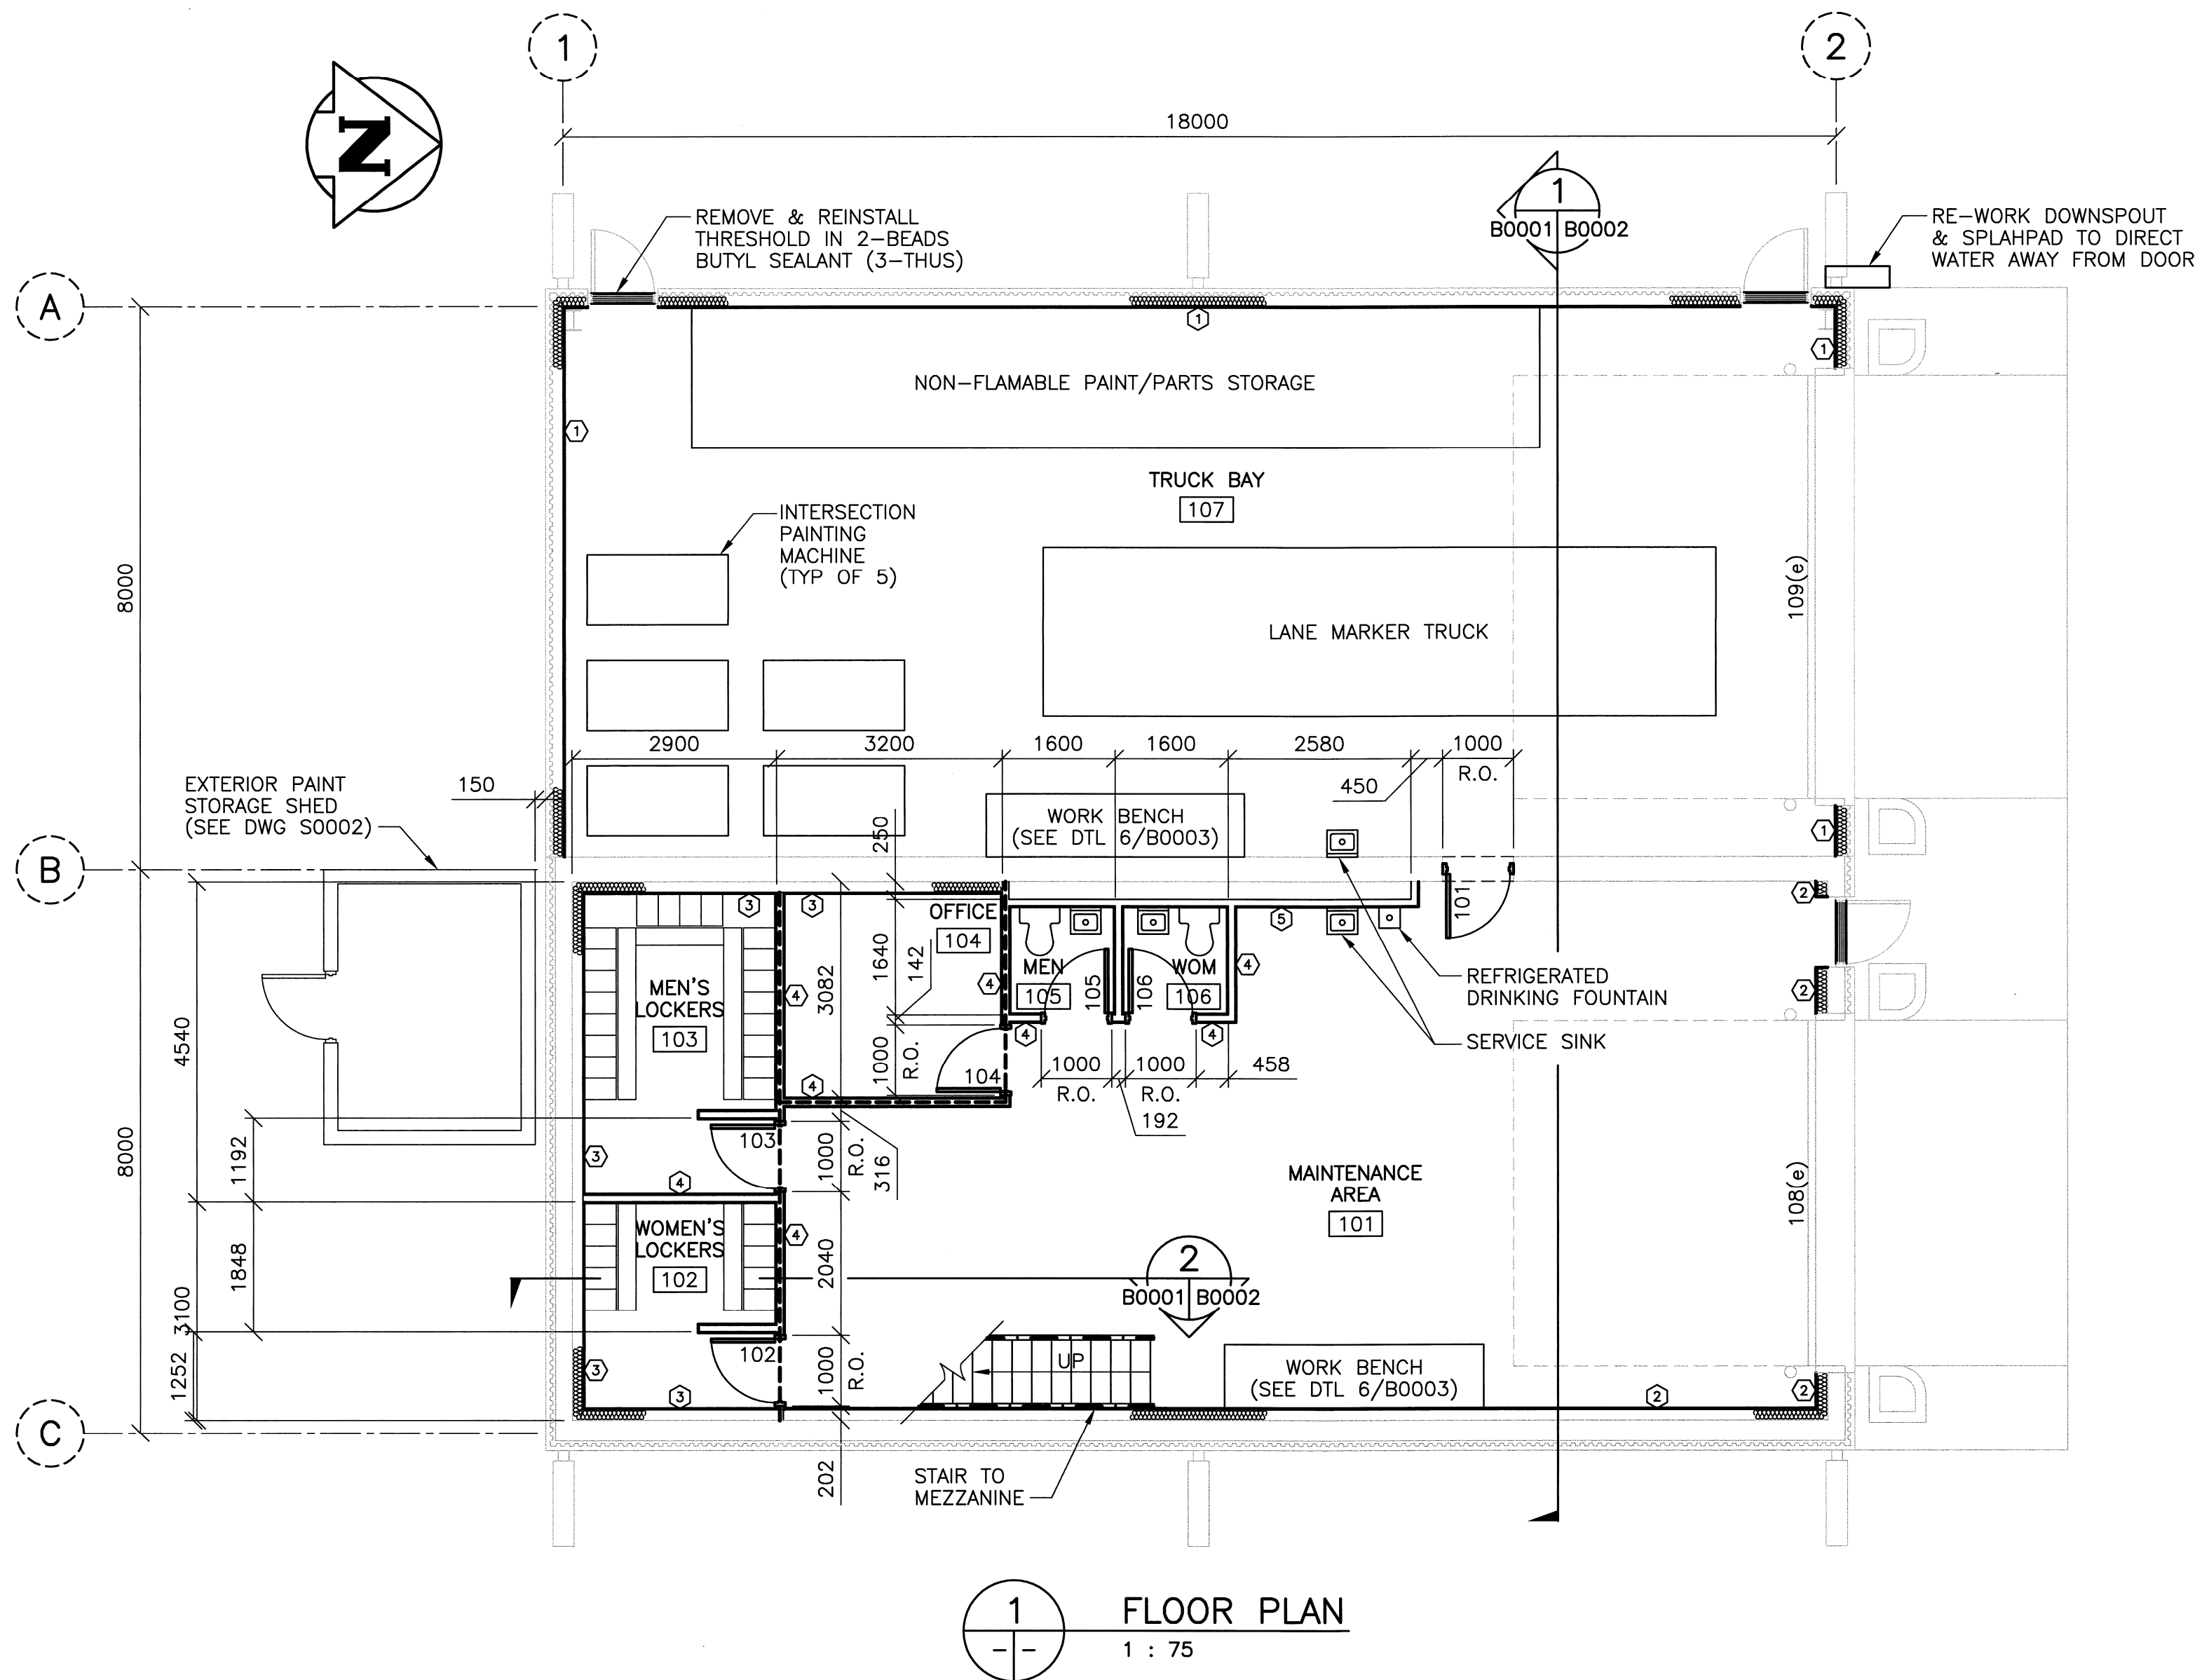 1
2
N
18000
REMOVE & REINSTALL
THRESHOLD IN 2-BEADS
BUTYL SEALANT (3-THUS)
1
B0001 B0002
RE-WORK DOWNSPOUT
& SPLAHPAD TO DIRECT
WATER AWAY FROM DOOR
A
1
1
NON-FLAMABLE PAINT/PARTS STORAGE
1
TRUCK BAY
107
INTERSECTION
PAINTING
MACHINE
(TYP OF 5)
8000
109(e)
LANE MARKER TRUCK
2900
3200
1600
1600
2580
1000
R.O.
450
EXTERIOR PAINT
STORAGE SHED
(SEE DWG S0002)
150
WORK BENCH
(SEE DTL 6/B0003)
250
1
B
3
3
OFFICE
104
5
101
2
1640
142
3082
4
4
MEN
105
105
106
WOM
106
4
REFRIGERATED
DRINKING FOUNTAIN
2
MEN'S
LOCKERS
103
4
4
SERVICE SINK
4540
1000
R.O.
104
4
1000
R.O.
1000
R.O.
458
192
103
1000
R.O.
316
3
4
1192
8000
MAINTENANCE
AREA
101
108(e)
WOMEN'S
LOCKERS
102
4
1848
2040
2
B0001 B0002
3100
1252
102
1000
R.O.
UP
WORK BENCH
(SEE DTL 6/B0003)
3
3
2
2
C
202
STAIR TO
MEZZANINE
1
- -
FLOOR PLAN
1 : 75